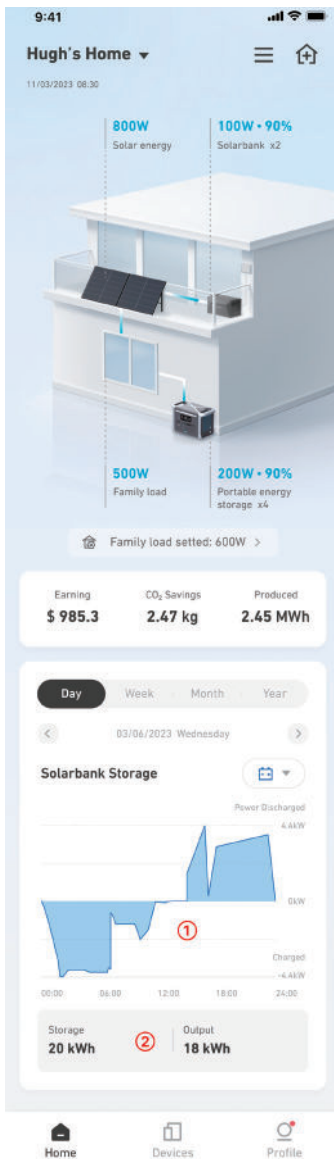 9:41
Hugh's Home
11/03/2023 08:30
800W
Solar energy
100W · 90%
Solarbank x2
500W
Family load
200W · 90%
Portable energy
storage x4
Family load setted: 600W >
Earning
$ 985.3
CO₂ Savings
2.47 kg
Produced
2.45 MWh
Day
Week
Month
Year
< 03/06/2023 Wednesday >
Solarbank Storage
Power Discharged
4.4kW
0kW
①
Charged
-4.4kW
00:00
06:00
12:00
18:00
24:00
Storage
20 kWh
②
Output
18 kWh
Home
Devices
Profile